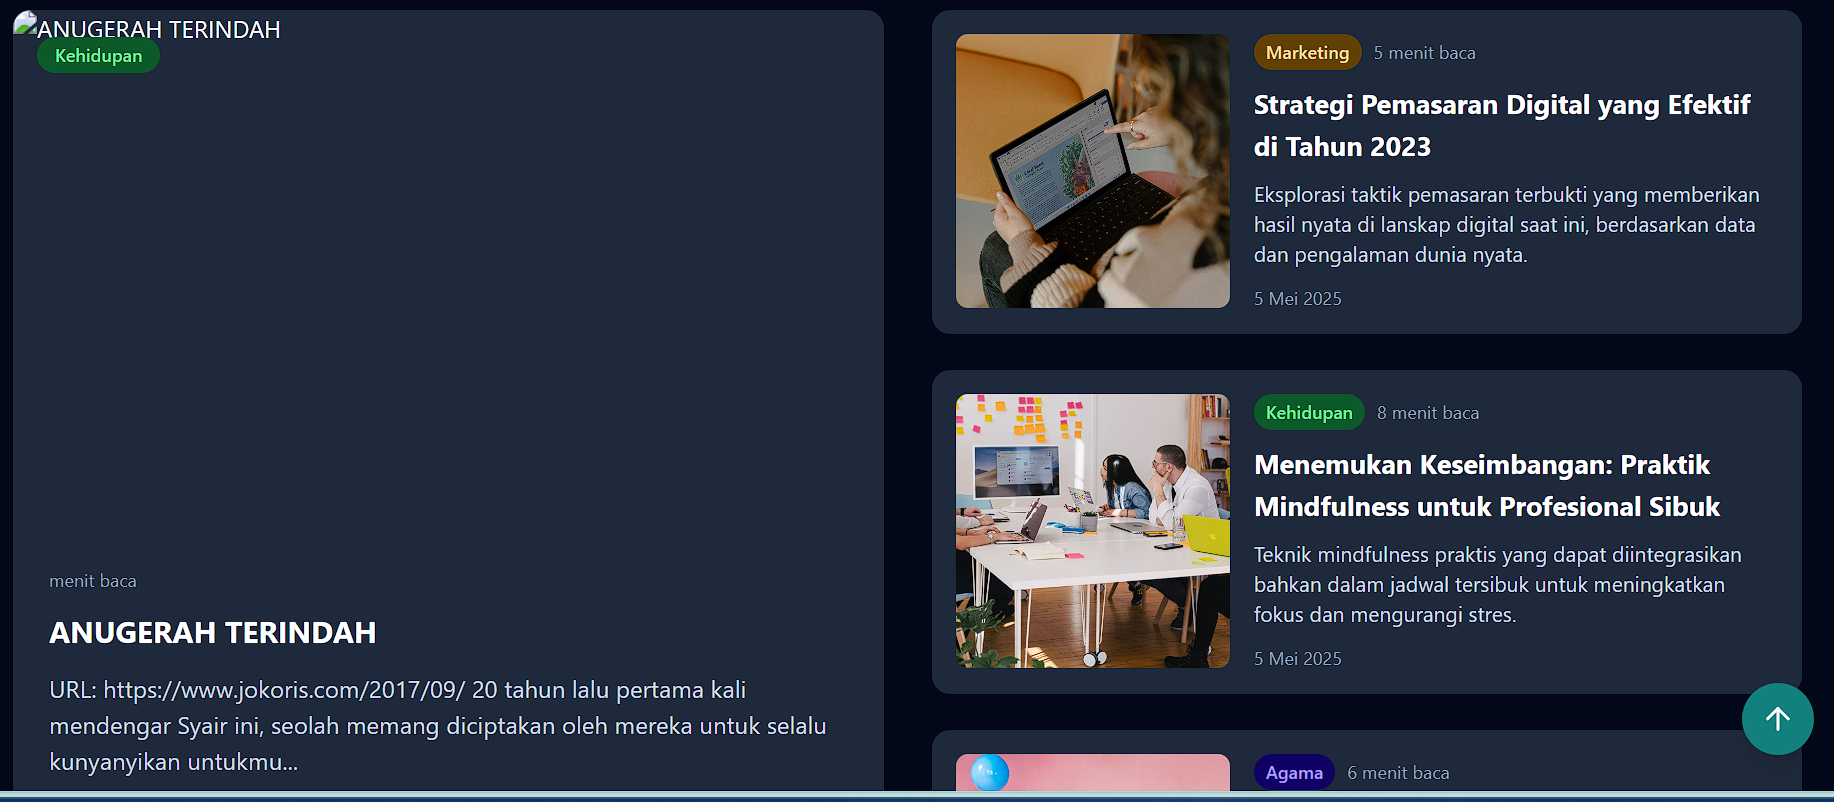 ANUGERAH TERINDAH
Kehidupan
menit baca
ANUGERAH TERINDAH
URL: https://www.jokoris.com/2017/09/ 20 tahun lalu pertama kali
mendengar Syair ini, seolah memang diciptakan oleh mereka untuk selalu
kunyanyikan untukmu...
Marketing 5 menit baca
Strategi Pemasaran Digital yang Efektif
di Tahun 2023
Eksplorasi taktik pemasaran terbukti yang memberikan
hasil nyata di lanskap digital saat ini, berdasarkan data
dan pengalaman dunia nyata.
5 Mei 2025
Kehidupan 8 menit baca
Menemukan Keseimbangan: Praktik
Mindfulness untuk Profesional Sibuk
Teknik mindfulness praktis yang dapat diintegrasikan
bahkan dalam jadwal tersibuk untuk meningkatkan
fokus dan mengurangi stres.
5 Mei 2025
Agama 6 menit baca